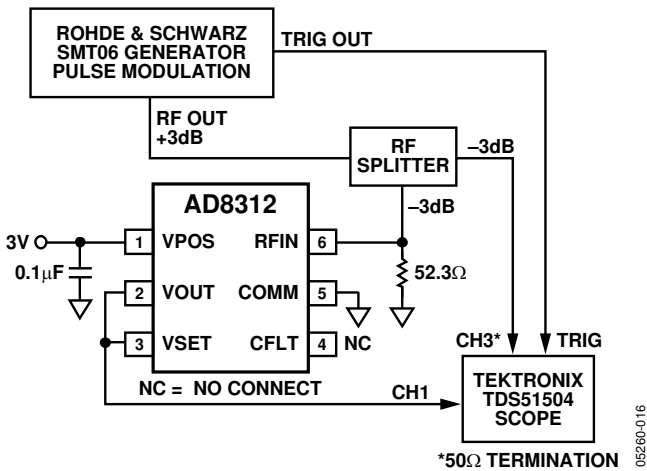 ROHDE & SCHWARZ
SMT06 GENERATOR
PULSE MODULATION
TRIG OUT
RF OUT
+3dB
RF
SPLITTER
–3dB
–3dB
AD8312
3V
0.1μF
1 VPOS
RFIN 6
2 VOUT
COMM 5
3 VSET
CFLT 4 NC
52.3Ω
NC = NO CONNECT
CH1
CH3*
TRIG
TEKTRONIX
TDS51504
SCOPE
*50Ω TERMINATION
05260-016